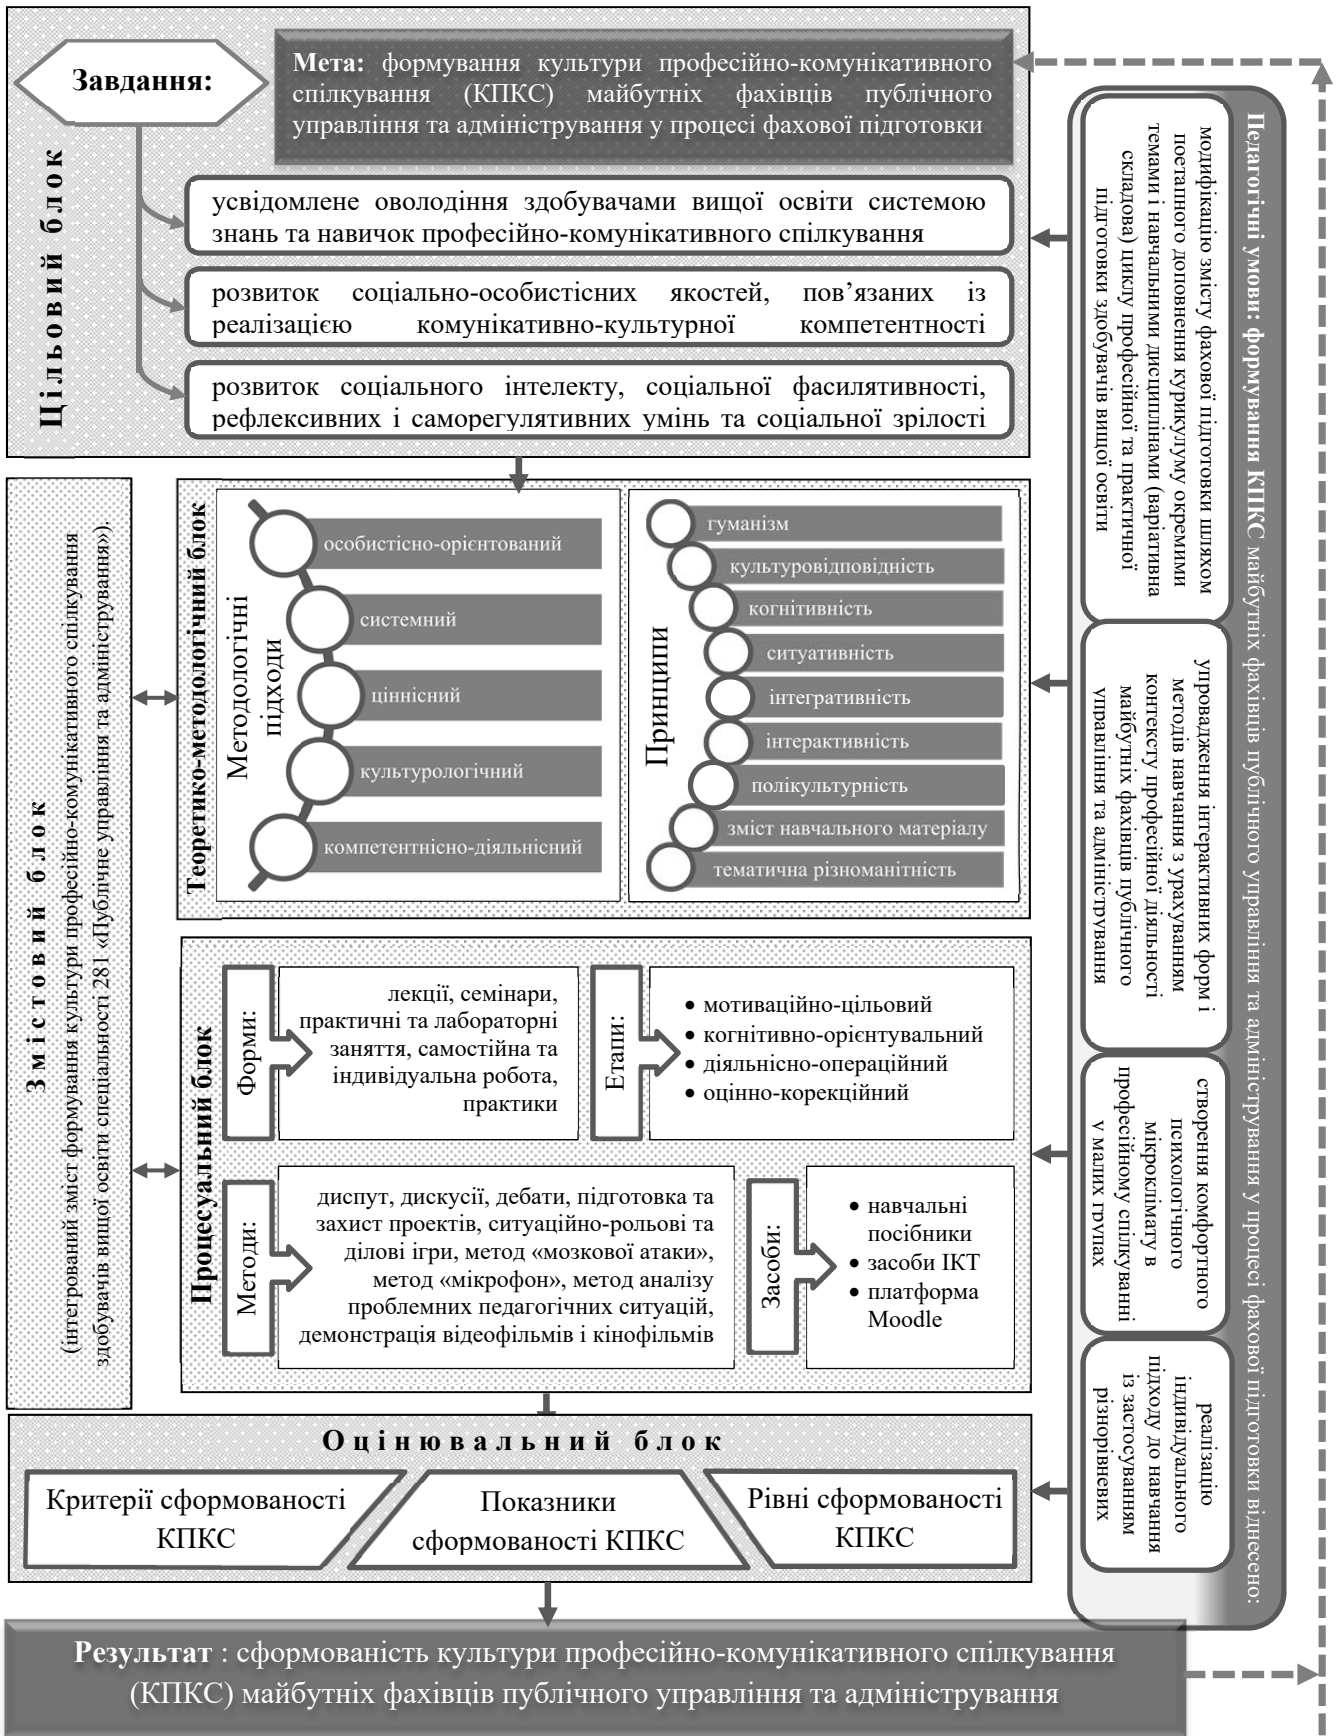 Завдання:
Мета: формування культури професійно-комунікативного
спілкування (КПКС) майбутніх фахівців публічного
управління та адміністрування у процесі фахової підготовки
Цільовий блок
усвідомлене оволодіння здобувачами вищої освіти системою
знань та навичок професійно-комунікативного спілкування
розвиток соціально-особистісних якостей, пов’язаних із
реалізацією комунікативно-культурної компетентності
розвиток соціального інтелекту, соціальної фасилятивності,
рефлексивних і саморегулятивних умінь та соціальної зрілості
Змістовий блок
(інтегрований зміст формування культури професійно-комунікативного спілкування
здобувачів вищої освіти спеціальності 281 «Публічне управління та адміністрування»).
Теоретико-методологічний блок
Методологічні
підходи
особистісно-орієнтований
системний
ціннісний
культурологічний
компетентнісно-діяльнісний
Принципи
гуманізм
культуровідповідність
когнітивність
ситуативність
інтегративність
інтерактивність
полікультурність
зміст навчального матеріалу
тематична різноманітність
Процесуальний блок
Форми:
лекції, семінари,
практичні та лабораторні
заняття, самостійна та
індивідуальна робота,
практики
Етапи:
• мотиваційно-цільовий
• когнітивно-орієнтувальний
• діяльнісно-операційний
• оцінно-корекційний
Методи:
диспут, дискусії, дебати, підготовка та
захист проектів, ситуаційно-рольові та
ділові ігри, метод «мозкової атаки»,
метод «мікрофон», метод аналізу
проблемних педагогічних ситуацій,
демонстрація відеофільмів і кінофільмів
Засоби:
• навчальні
посібники
• засоби ІКТ
• платформа
Moodle
Оцінювальний блок
Критерії сформованості
КПКС
Показники
сформованості КПКС
Рівні сформованості
КПКС
Результат : сформованість культури професійно-комунікативного спілкування
(КПКС) майбутніх фахівців публічного управління та адміністрування
Педагогічні умови: формування КПКС майбутніх фахівців публічного управління та адміністрування у процесі фахової підготовки віднесено:
модифікацію змісту фахової підготовки шляхом
поетапного доповнення курикулуму окремими
темами і навчальними дисциплінами (варіативна
складова) циклу професійної та практичної
підготовки здобувачів вищої освіти
упровадження інтерактивних форм і
методів навчання з урахуванням
контексту професійної діяльності
майбутніх фахівців публічного
управління та адміністрування
створення комфортного
психологічного
мікроклімату в
професійному спілкуванні
у малих групах
реалізацію
індивідуального
підходу до навчання
із застосуванням
різнорівневих